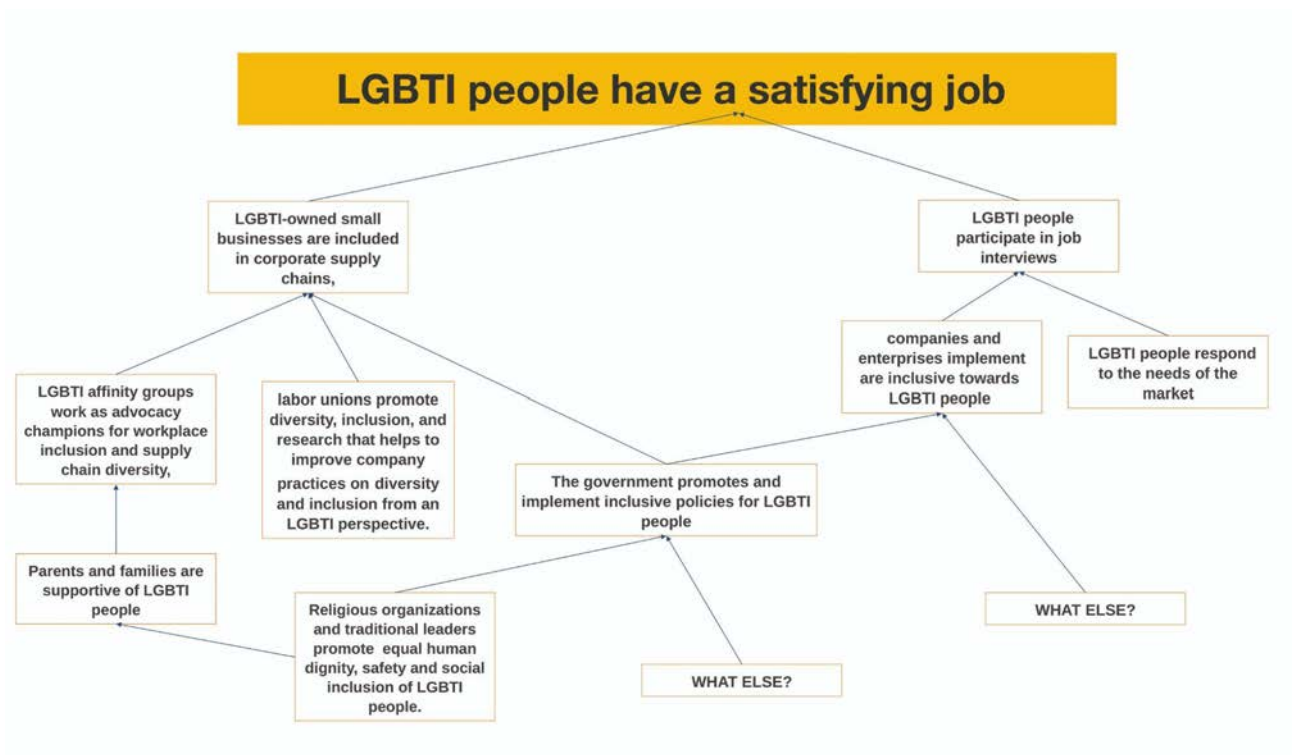 LGBTI people have a satisfying job
LGBTI-owned small
businesses are included
in corporate supply
chains,
LGBTI people
participate in job
interviews
companies and
enterprises implement
are inclusive towards
LGBTI people
LGBTI people respond
to the needs of the
market
LGBTI affinity groups
work as advocacy
champions for workplace
inclusion and supply
chain diversity,
labor unions promote
diversity, inclusion, and
research that helps to
improve company
practices on diversity
and inclusion from an
LGBTI perspective.
The government promotes and
implement inclusive policies for LGBTI
people
Parents and families are
supportive of LGBTI
people
Religious organizations
and traditional leaders
promote equal human
dignity, safety and social
inclusion of LGBTI
people.
WHAT ELSE?
WHAT ELSE?